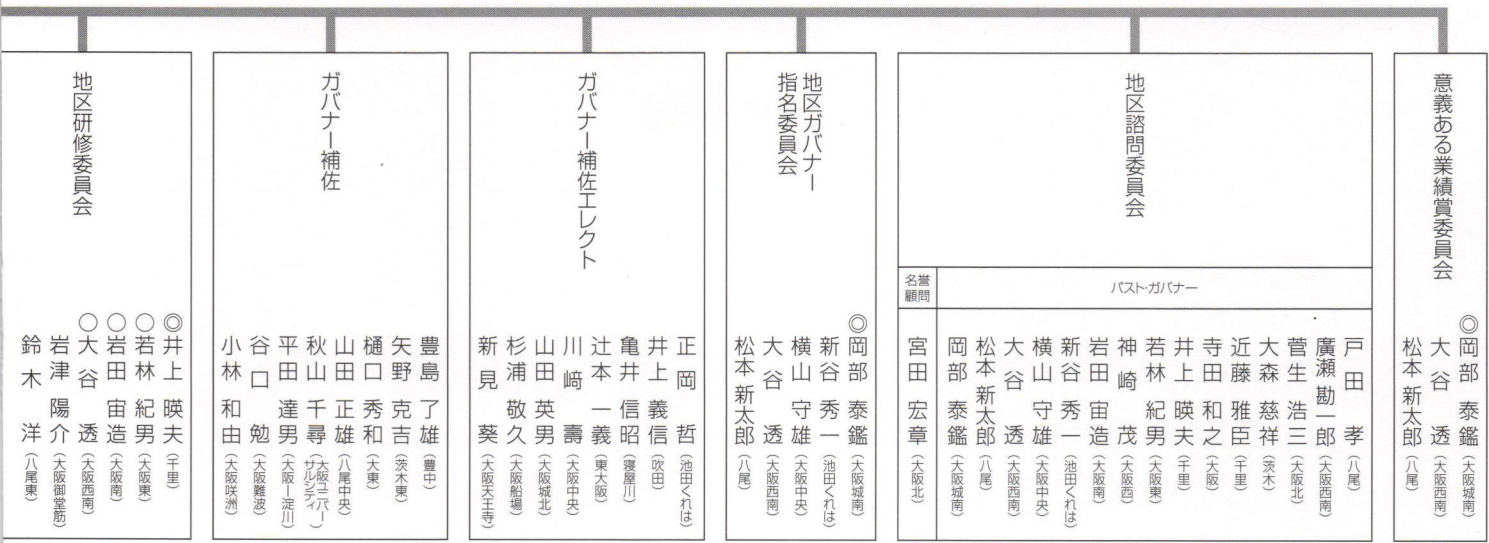 意義ある業績賞委員会
◎岡部 泰鑑（大阪城南）
大谷 透（大阪西南）
松本 新太郎（八尾）
地区諮問委員会
パスト・ガバナー
戸田 孝（八尾）
廣瀬 勘一郎（大阪西南）
菅生 浩三（大阪北）
大森 慈祥（茨木）
近藤 雅臣（千里）
寺田 和之（大阪）
井上 暎夫（千里）
若林 紀男（大阪東）
神崎 茂（大阪西）
岩田 宙造（大阪南）
新谷 秀一（池田くれは）
横山 守雄（大阪中央）
大谷 透（大阪西南）
松本 新太郎（八尾）
岡部 泰鑑（大阪城南）
名誉
顧問
宮田 宏章（大阪北）
地区ガバナー
指名委員会
◎岡部 泰鑑（大阪城南）
新谷 秀一（池田くれは）
横山 守雄（大阪中央）
大谷 透（大阪西南）
松本 新太郎（八尾）
ガバナー補佐エレクト
正岡 哲（池田くれは）
井上 義信（吹田）
亀井 信昭（寝屋川）
辻本 一義（東大阪）
川﨑 壽（大阪中央）
山田 英男（大阪城北）
杉浦 敬久（大阪船場）
新見 葵（大阪天王寺）
ガバナー補佐
豊島 了雄（豊中）
矢野 克吉（茨木東）
樋口 秀和（大東）
山田 正雄（八尾中央）
秋山 千尋（大阪ユニバーサルシティ）
平田 達男（大阪ー淀川）
谷口 勉（大阪難波）
小林 和由（大阪咲洲）
地区研修委員会
◎井上 暎夫（千里）
○若林 紀男（大阪東）
○岩田 宙造（大阪南）
○大谷 透（大阪西南）
岩津 陽介（大阪御堂筋）
鈴木 洋（八尾東）